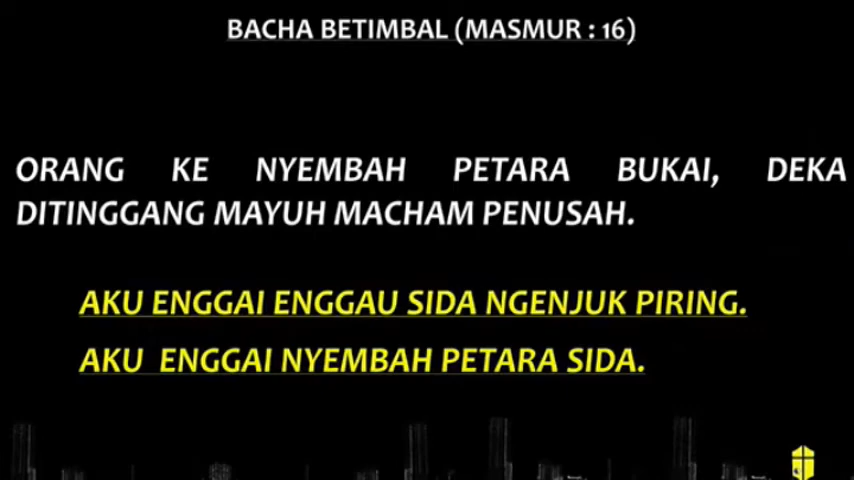 BACHA BETIMBAL (MASMUR : 16)
ORANG KE NYEMBAH PETARA BUKAI, DEKA
DITINGGANG MAYUH MACHAM PENUSAH.
AKU ENGGAI ENGGAU SIDA NGENJUK PIRING.
AKU ENGGAI NYEMBAH PETARA SIDA.